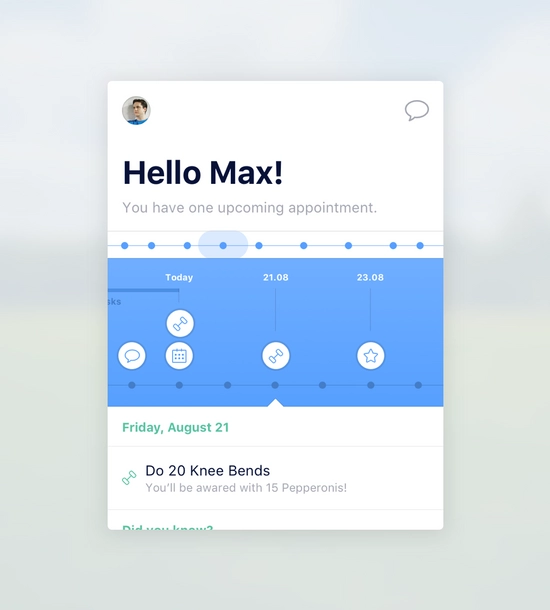 Hello Max!
You have one upcoming appointment.
Today 21.08 23.08
sks
Friday, August 21
Do 20 Knee Bends
You'll be awared with 15 Pepperonis!
Did you know?